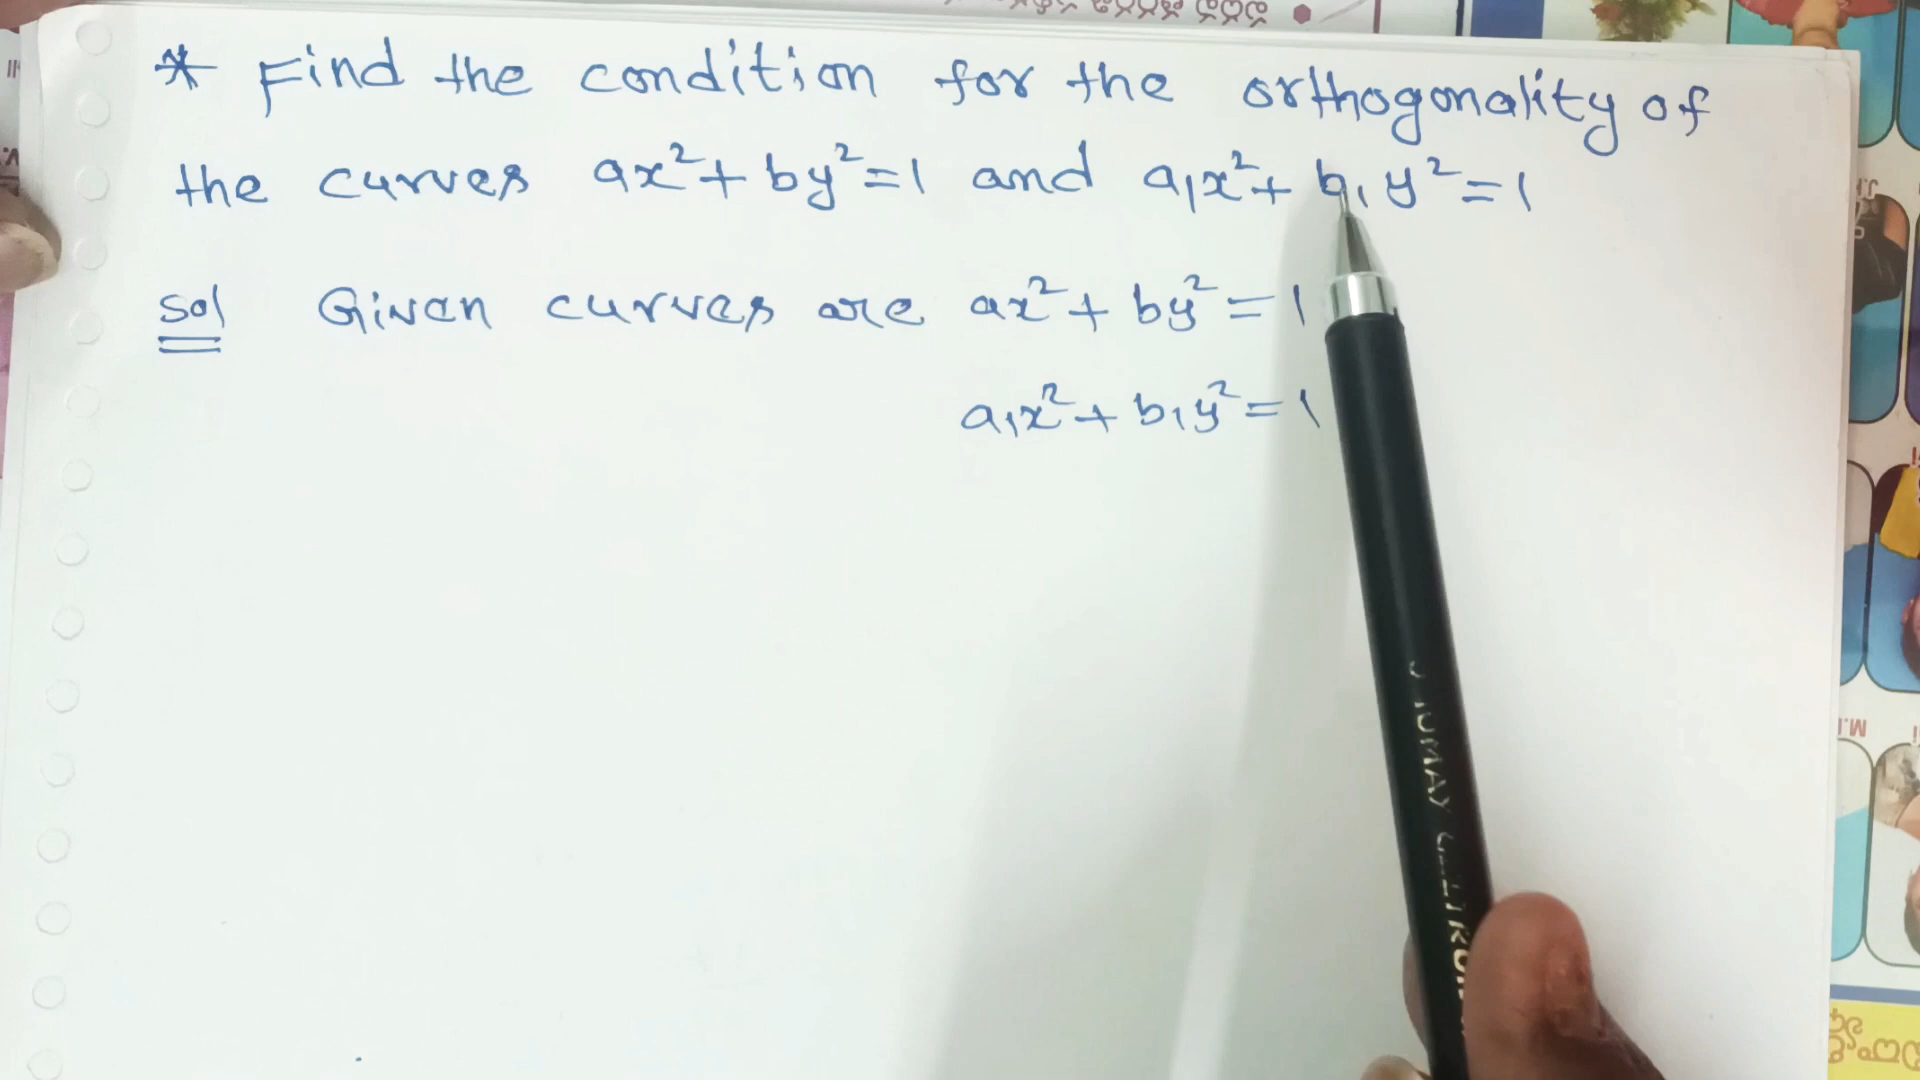 * Find the condition for the orthogonality of
the curves ax²+ by²=1 and a₁x²+ b₁y²=1
Sol Given curves are ax²+ by²=1
a₁x²+ b₁y²=1